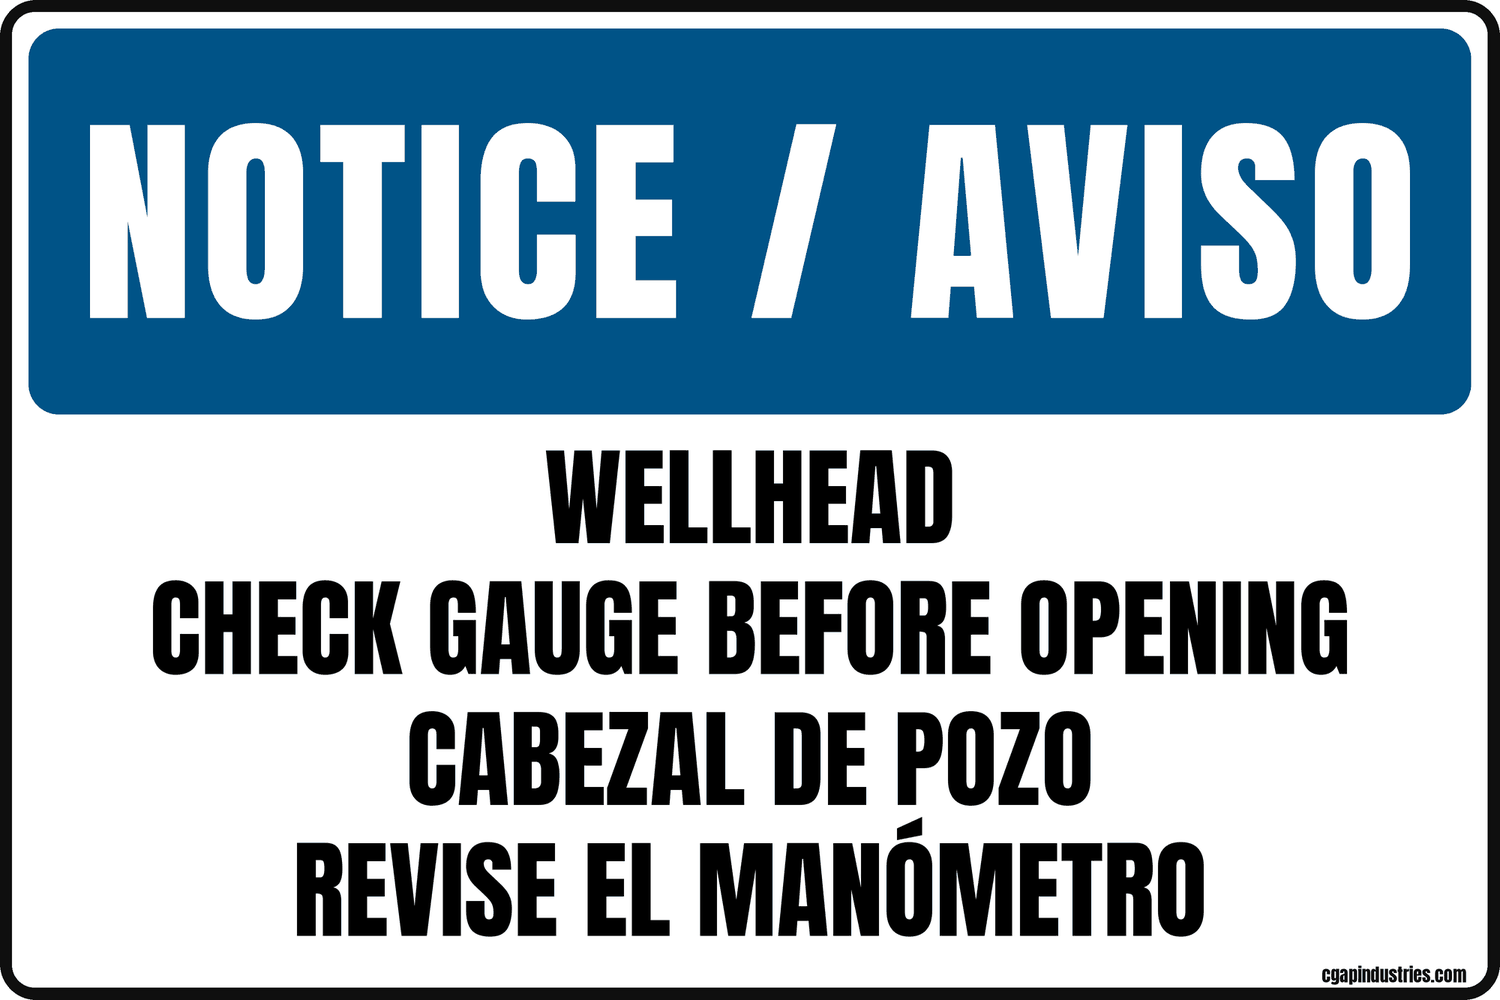 NOTICE / AVISO
WELLHEAD
CHECK GAUGE BEFORE OPENING
CABEZAL DE POZO
REVISE EL MANÓMETRO
cgapindustries.com